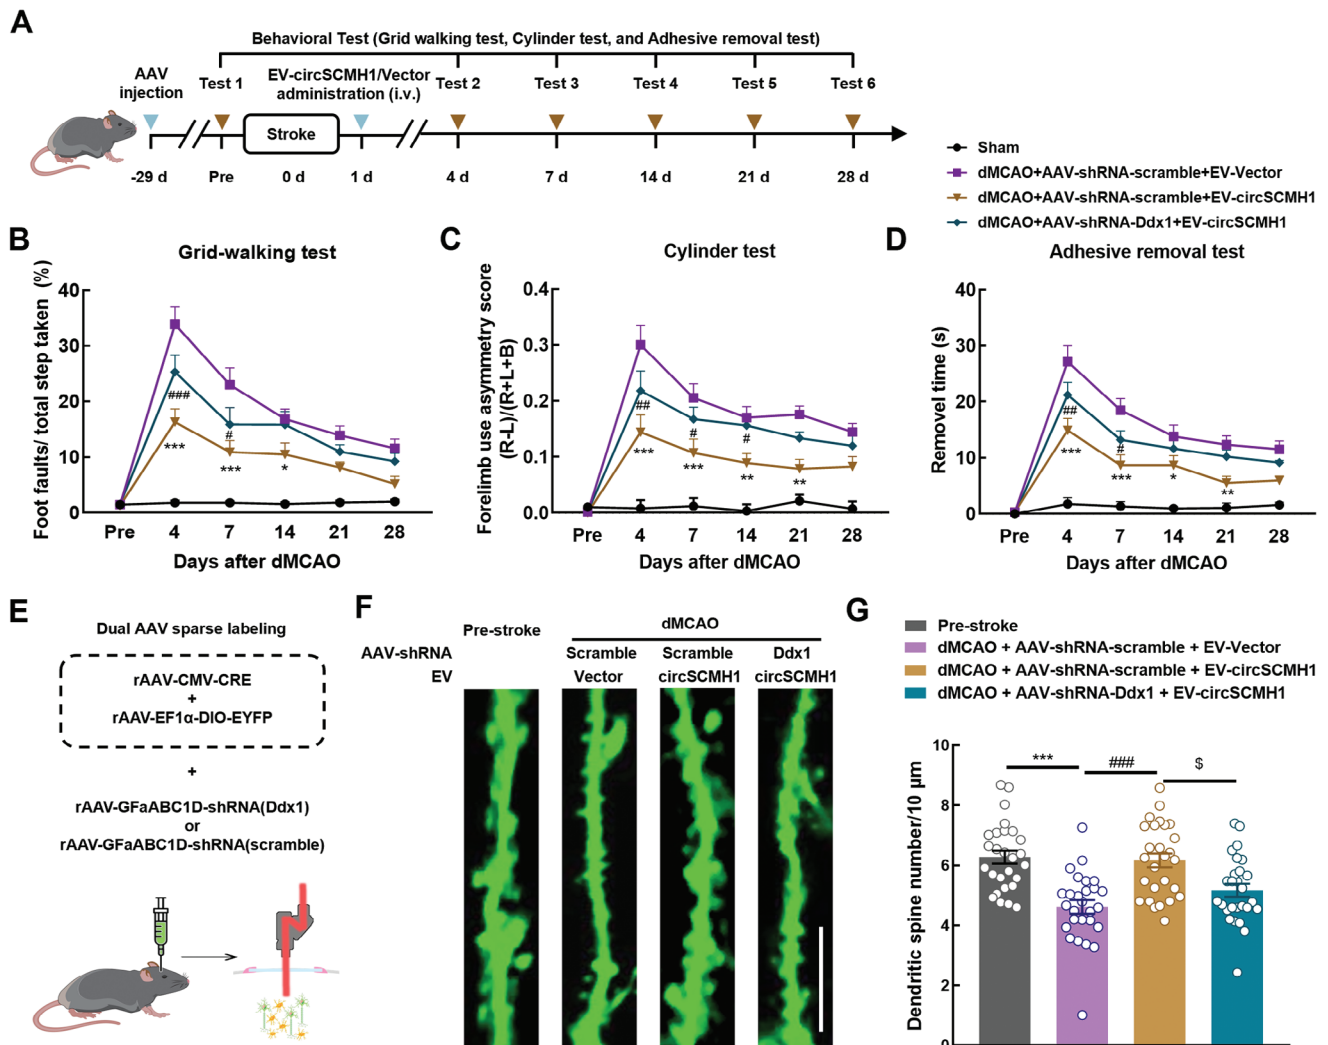 A
Behavioral Test (Grid walking test, Cylinder test, and Adhesive removal test)
AAV
injection
Test 1
EV-circSCMH1/Vector
administration (i.v.)
Test 2
Test 3
Test 4
Test 5
Test 6
Stroke
-29 d
Pre
0 d
1 d
4 d
7 d
14 d
21 d
28 d
Sham
dMCAO+AAV-shRNA-scramble+EV-Vector
dMCAO+AAV-shRNA-scramble+EV-circSCMH1
dMCAO+AAV-shRNA-Ddx1+EV-circSCMH1
B
Grid-walking test
Foot faults/ total step taken (%)
40
30
20
10
0
###
***
#
***
*
Pre
4
7
14
21
28
Days after dMCAO
C
Cylinder test
Forelimb use asymmetry score
(R-L)/(R+L+B)
0.4
0.3
0.2
0.1
0.0
##
***
#
***
#
**
**
Pre
4
7
14
21
28
Days after dMCAO
D
Adhesive removal test
Removel time (s)
40
30
20
10
0
##
***
#
***
*
**
Pre
4
7
14
21
28
Days after dMCAO
E
Dual AAV sparse labeling
rAAV-CMV-CRE
+
rAAV-EF1α-DIO-EYFP
+
rAAV-GFaABC1D-shRNA(Ddx1)
or
rAAV-GFaABC1D-shRNA(scramble)
F
Pre-stroke
dMCAO
AAV-shRNA
Scramble
Scramble
Ddx1
EV
Vector
circSCMH1
circSCMH1
G
Pre-stroke
dMCAO + AAV-shRNA-scramble + EV-Vector
dMCAO + AAV-shRNA-scramble + EV-circSCMH1
dMCAO + AAV-shRNA-Ddx1 + EV-circSCMH1
Dendritic spine number/10 μm
10
8
6
4
2
0
***
###
$